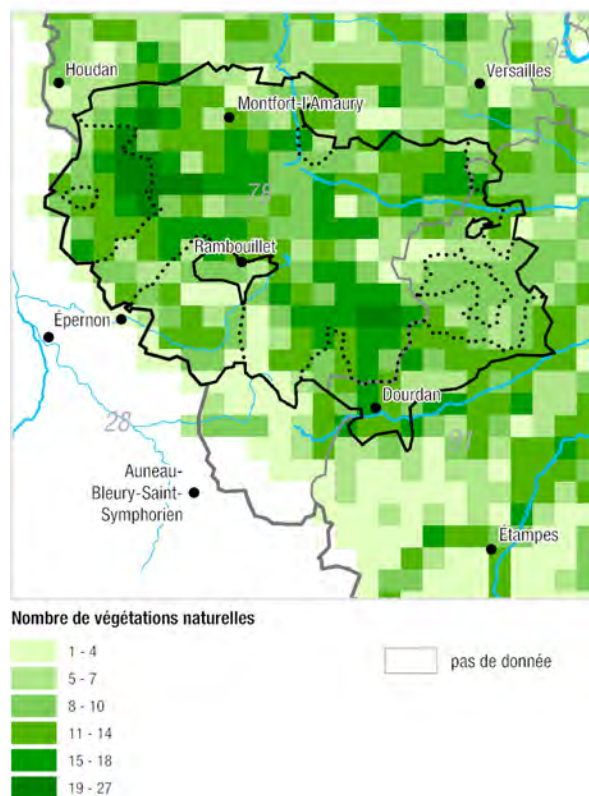 92
Houdan
Versailles
Montfort-l'Amaury
78
Rambouillet
Épernon
Dourdan
28
91
Auneau-
Bleury-Saint-
Symphorien
Étampes
Nombre de végétations naturelles
1 - 4
pas de donnée
5 - 7
8 - 10
11 - 14
15 - 18
19 - 27